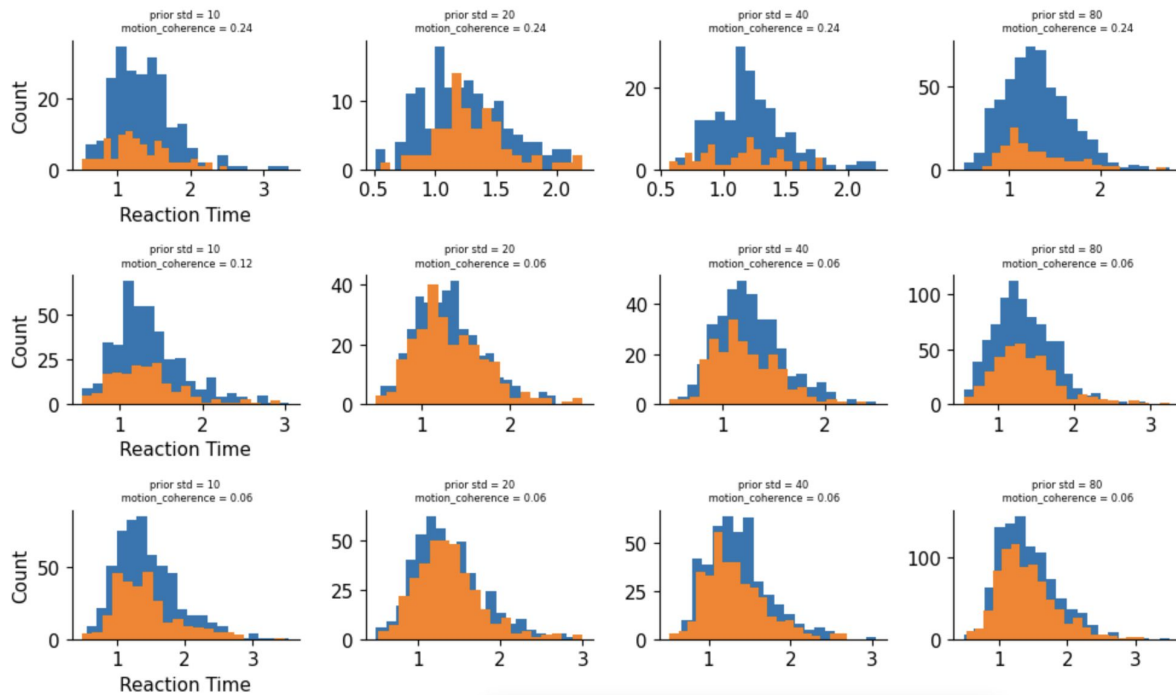 prior std = 10
motion_coherence = 0.24
prior std = 20
motion_coherence = 0.24
prior std = 40
motion_coherence = 0.24
prior std = 80
motion_coherence = 0.24
Count
20
0
1
2
3
Reaction Time
10
0
0.5
1.0
1.5
2.0
20
0
0.5
1.0
1.5
2.0
50
0
1
2
prior std = 10
motion_coherence = 0.12
prior std = 20
motion_coherence = 0.06
prior std = 40
motion_coherence = 0.06
prior std = 80
motion_coherence = 0.06
Count
50
25
0
1
2
3
Reaction Time
40
20
0
1
2
40
20
0
1
2
100
50
0
1
2
3
prior std = 10
motion_coherence = 0.06
prior std = 20
motion_coherence = 0.06
prior std = 40
motion_coherence = 0.06
prior std = 80
motion_coherence = 0.06
Count
50
0
1
2
3
Reaction Time
50
25
0
1
2
3
50
25
0
1
2
3
100
0
1
2
3